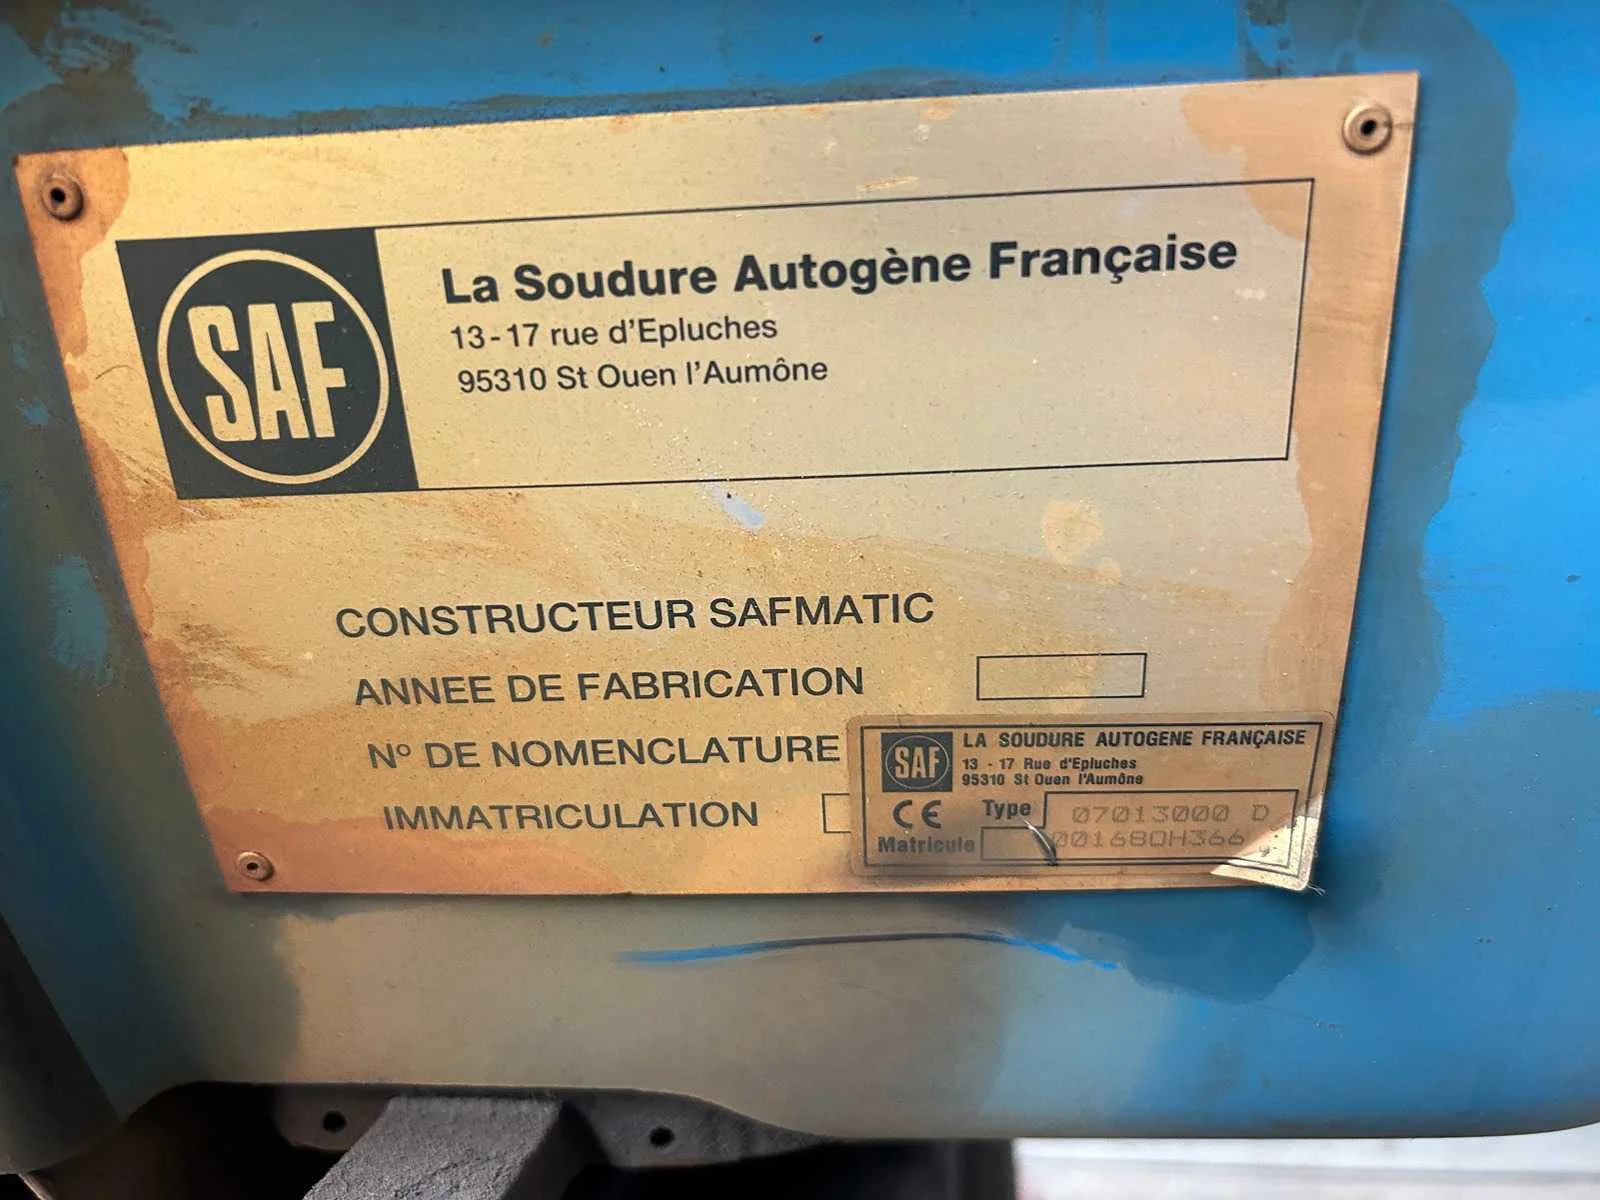 SAF
La Soudure Autogène Française
13-17 rue d'Epluches
95310 St Ouen l'Aumône
CONSTRUCTEUR SAFMATIC
ANNEE DE FABRICATION
Nº DE NOMENCLATURE
IMMATRICULATION
SAF
LA SOUDURE AUTOGENE FRANÇAISE
13 - 17 Rue d'Epluches
95310 St Ouen l'Aumône
CE Type 07013000 D
Matricule 001680H366